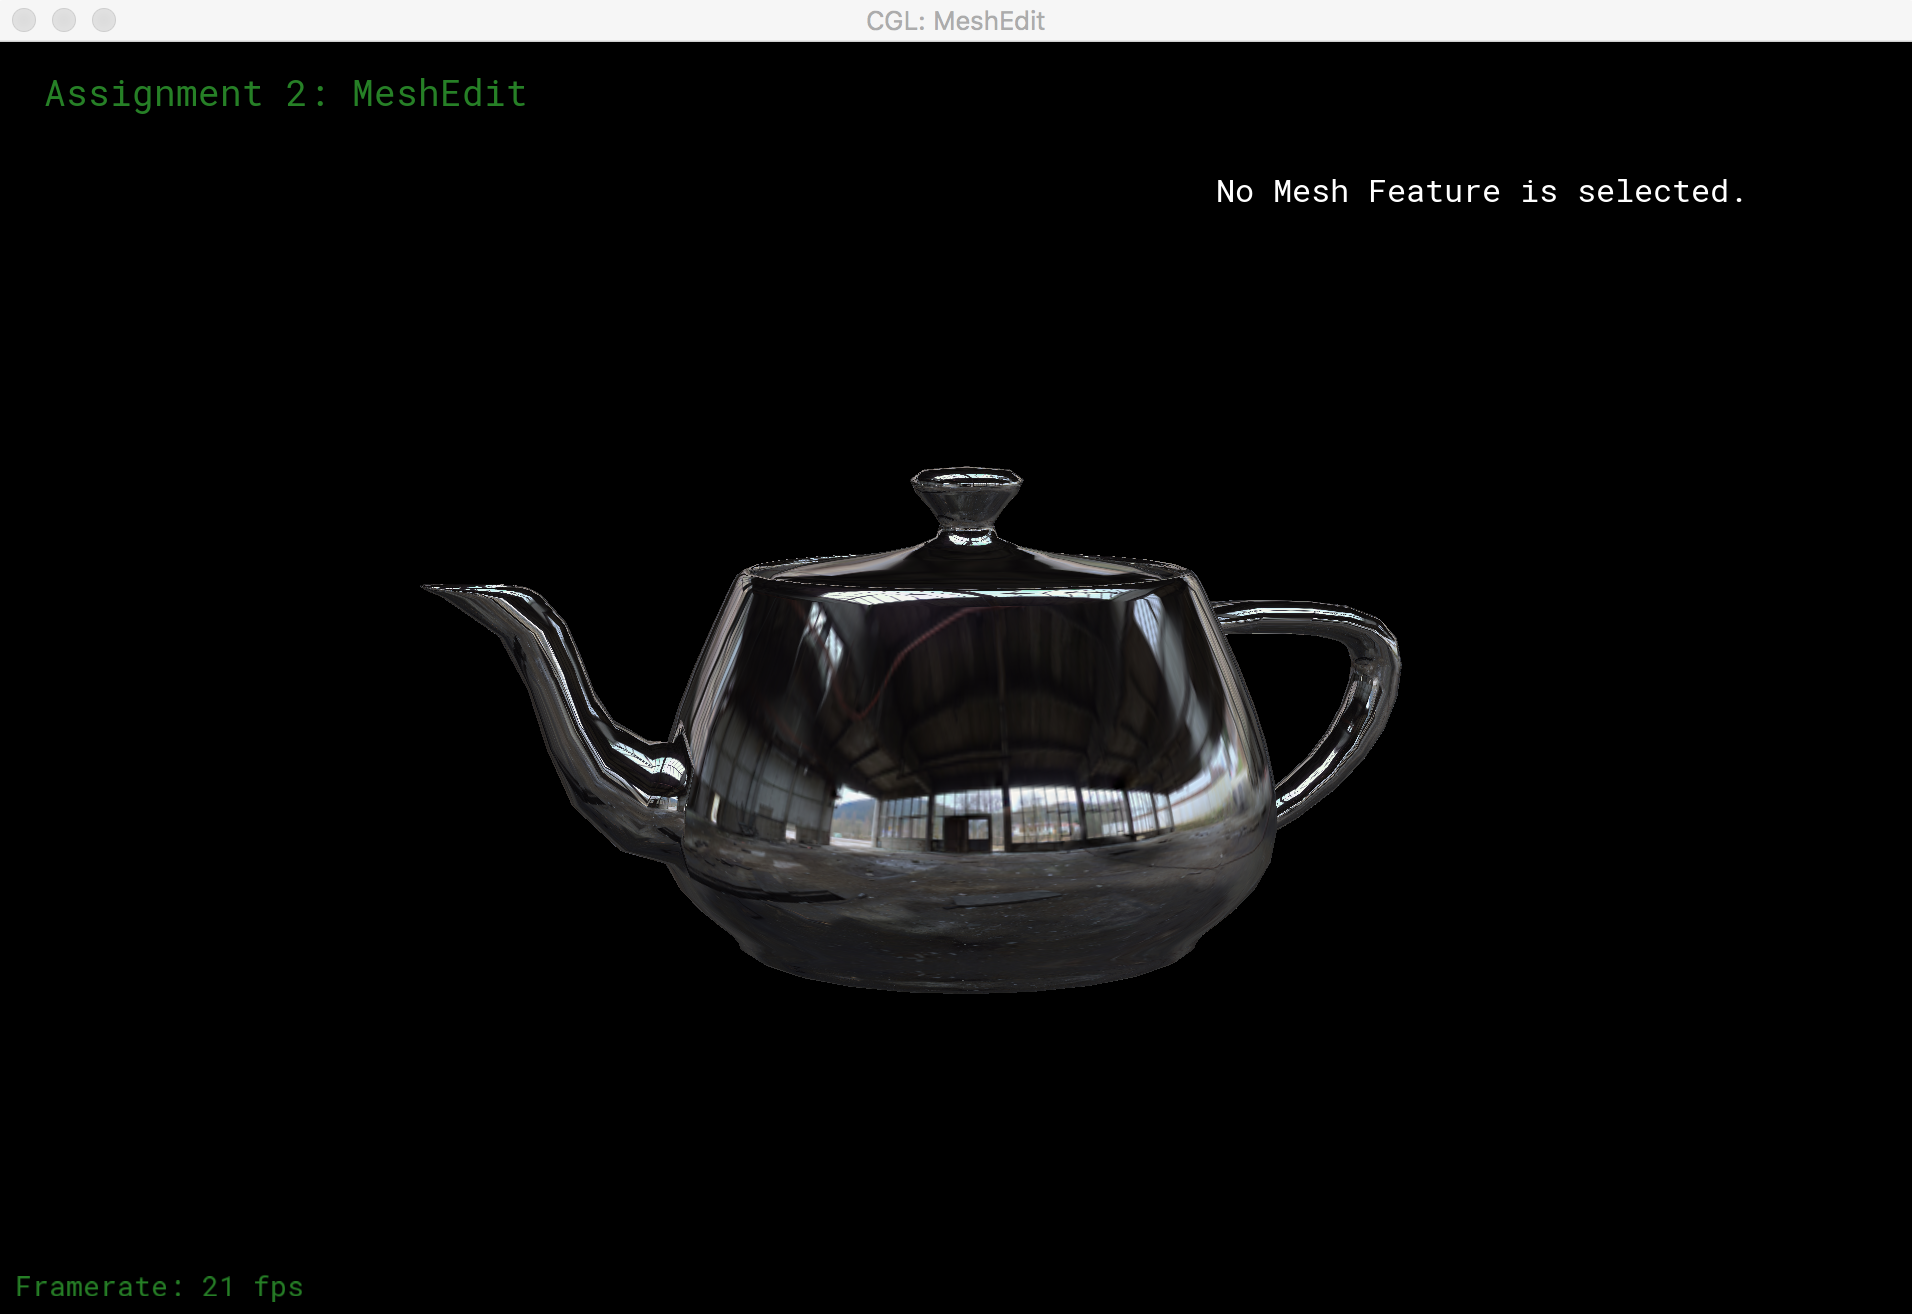 CGL: MeshEdit
Assignment 2: MeshEdit
No Mesh Feature is selected.
Framerate: 21 fps